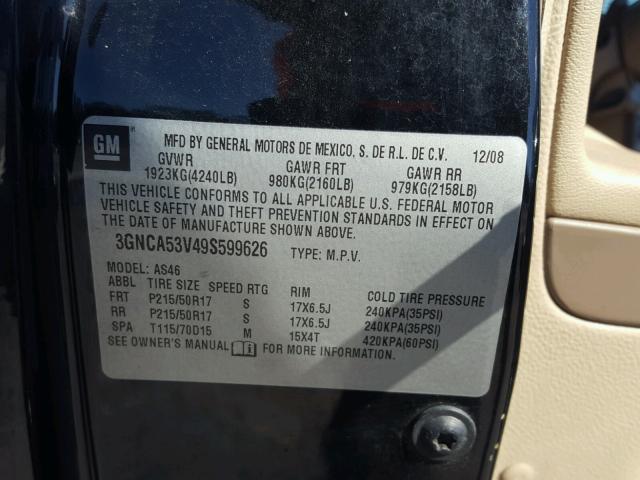 GM MFD BY GENERAL MOTORS DE MEXICO, S. DE R.L. DE C.V. 12/08
GVWR GAWR FRT GAWR RR
1923KG(4240LB) 980KG(2160LB) 979KG(2158LB)
THIS VEHICLE CONFORMS TO ALL APPLICABLE U.S. FEDERAL MOTOR
VEHICLE SAFETY AND THEFT PREVENTION STANDARDS IN EFFECT ON
THE DATE OF MANUFACTURE SHOWN ABOVE.
3GNCA53V49S599626 TYPE: M.P.V.
MODEL: AS46
ABBL TIRE SIZE SPEED RTG RIM COLD TIRE PRESSURE
FRT P215/50R17 S 17X6.5J 240KPA(35PSI)
RR P215/50R17 S 17X6.5J 240KPA(35PSI)
SPA T115/70D15 M 15X4T 420KPA(60PSI)
SEE OWNER'S MANUAL FOR MORE INFORMATION.